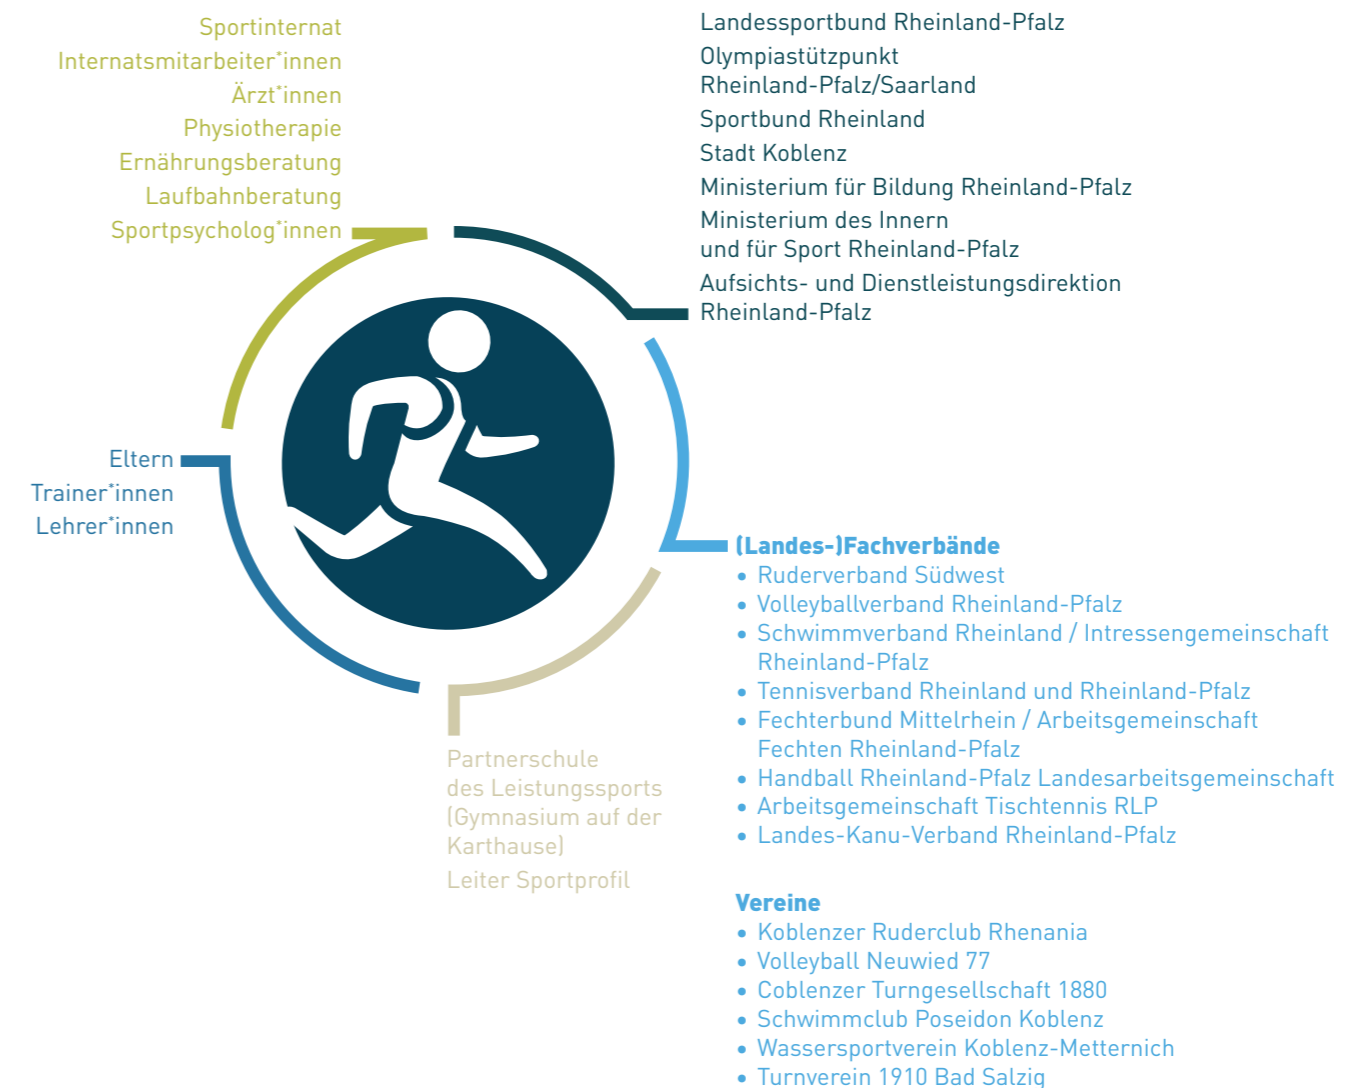 Sportinternat
Internatsmitarbeiter*innen
Ärzt*innen
Physiotherapie
Ernährungsberatung
Laufbahnberatung
Sportpsycholog*innen
Landessportbund Rheinland-Pfalz
Olympiastützpunkt
Rheinland-Pfalz/Saarland
Sportbund Rheinland
Stadt Koblenz
Ministerium für Bildung Rheinland-Pfalz
Ministerium des Innern
und für Sport Rheinland-Pfalz
Aufsichts- und Dienstleistungsdirektion
Rheinland-Pfalz
Eltern
Trainer*innen
Lehrer*innen
(Landes-)Fachverbände
• Ruderverband Südwest
• Volleyballverband Rheinland-Pfalz
• Schwimmverband Rheinland / Intressengemeinschaft
Rheinland-Pfalz
• Tennisverband Rheinland und Rheinland-Pfalz
• Fechterbund Mittelrhein / Arbeitsgemeinschaft
Fechten Rheinland-Pfalz
• Handball Rheinland-Pfalz Landesarbeitsgemeinschaft
• Arbeitsgemeinschaft Tischtennis RLP
• Landes-Kanu-Verband Rheinland-Pfalz
Partnerschule
des Leistungssports
(Gymnasium auf der
Karthause)
Leiter Sportprofil
Vereine
• Koblenzer Ruderclub Rhenania
• Volleyball Neuwied 77
• Coblenzer Turngesellschaft 1880
• Schwimmclub Poseidon Koblenz
• Wassersportverein Koblenz-Metternich
• Turnverein 1910 Bad Salzig